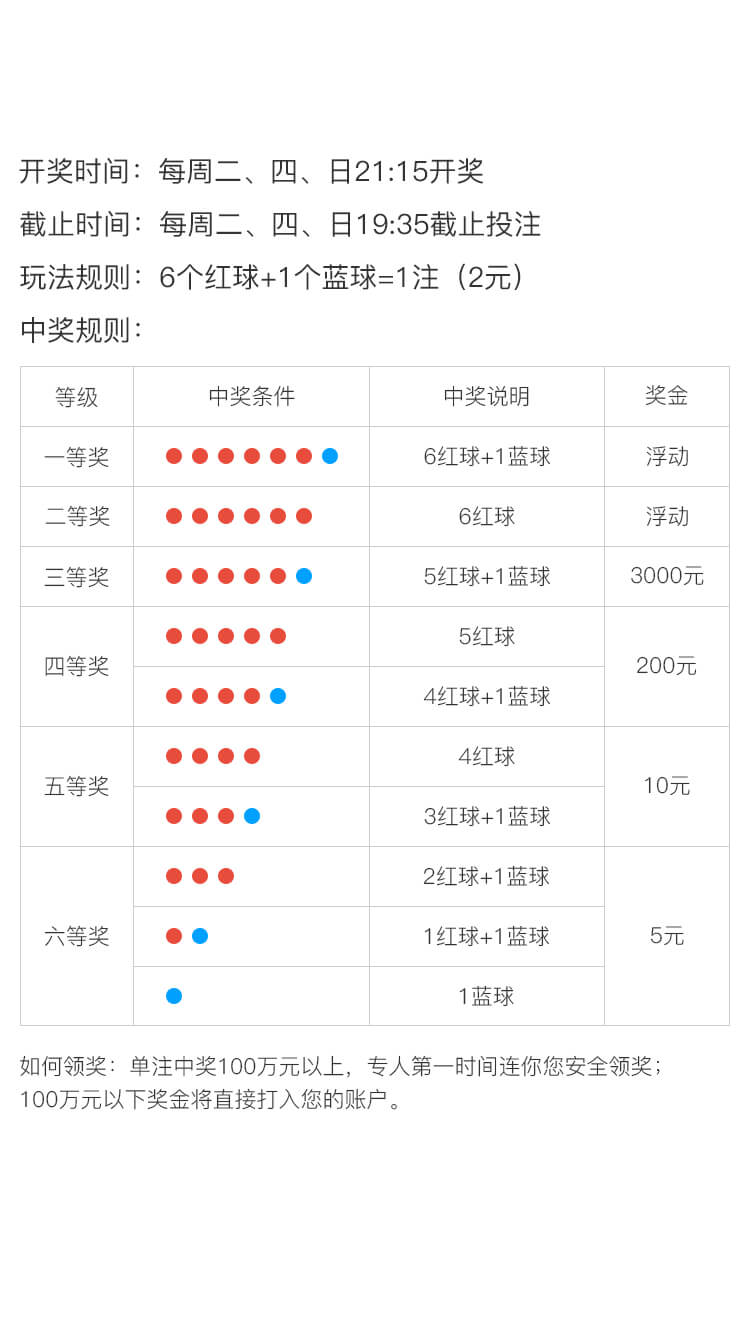 开奖时间：每周二、四、日21:15开奖
截止时间：每周二、四、日19:35截止投注
玩法规则：6个红球+1个蓝球=1注（2元）
中奖规则：
等级 中奖条件 中奖说明 奖金
一等奖 6红球+1蓝球 浮动
二等奖 6红球 浮动
三等奖 5红球+1蓝球 3000元
四等奖 5红球 200元
4红球+1蓝球
五等奖 4红球 10元
3红球+1蓝球
2红球+1蓝球
六等奖 1红球+1蓝球 5元
1蓝球
如何领奖：单注中奖100万元以上，专人第一时间连你您安全领奖；
100万元以下奖金将直接打入您的账户。